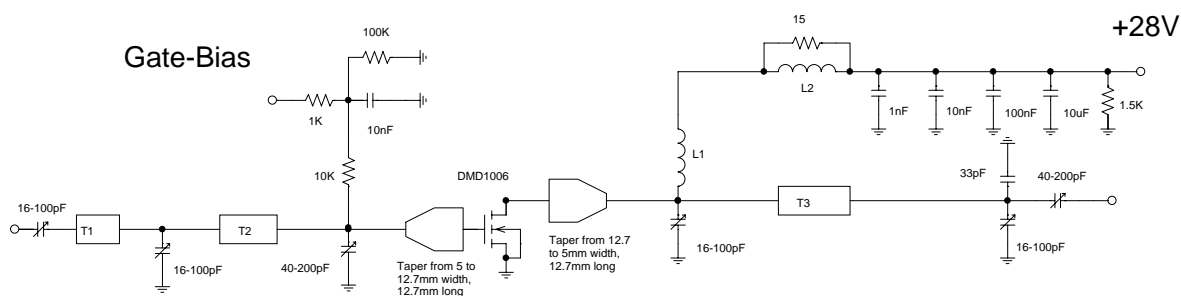 15
+28V
100K
Gate-Bias
L2
1K
10nF
1nF
10nF
100nF
10uF
1.5K
L1
10K
DMD1006
33pF
40-200pF
16-100pF
T1
T2
T3
16-100pF
40-200pF
Taper from 5 to
12.7mm width,
12.7mm long
Taper from 12.7
to 5mm width,
12.7mm long
16-100pF
16-100pF